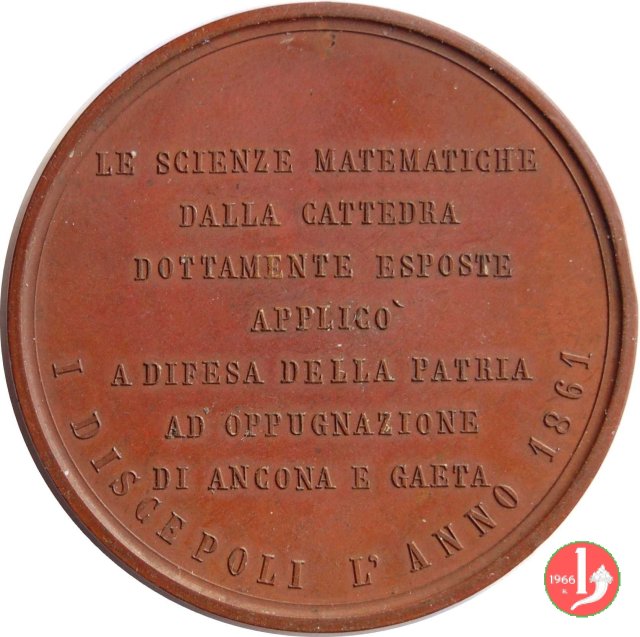 LE SCIENZE MATEMATICHE
DALLA CATTEDRA
DOTTAMENTE ESPOSTE
APPLICO`
A DIFESA DELLA PATRIA
AD OPPUGNAZIONE
DI ANCONA E GAETA
I DISCEPOLI L'ANNO 1861
1966